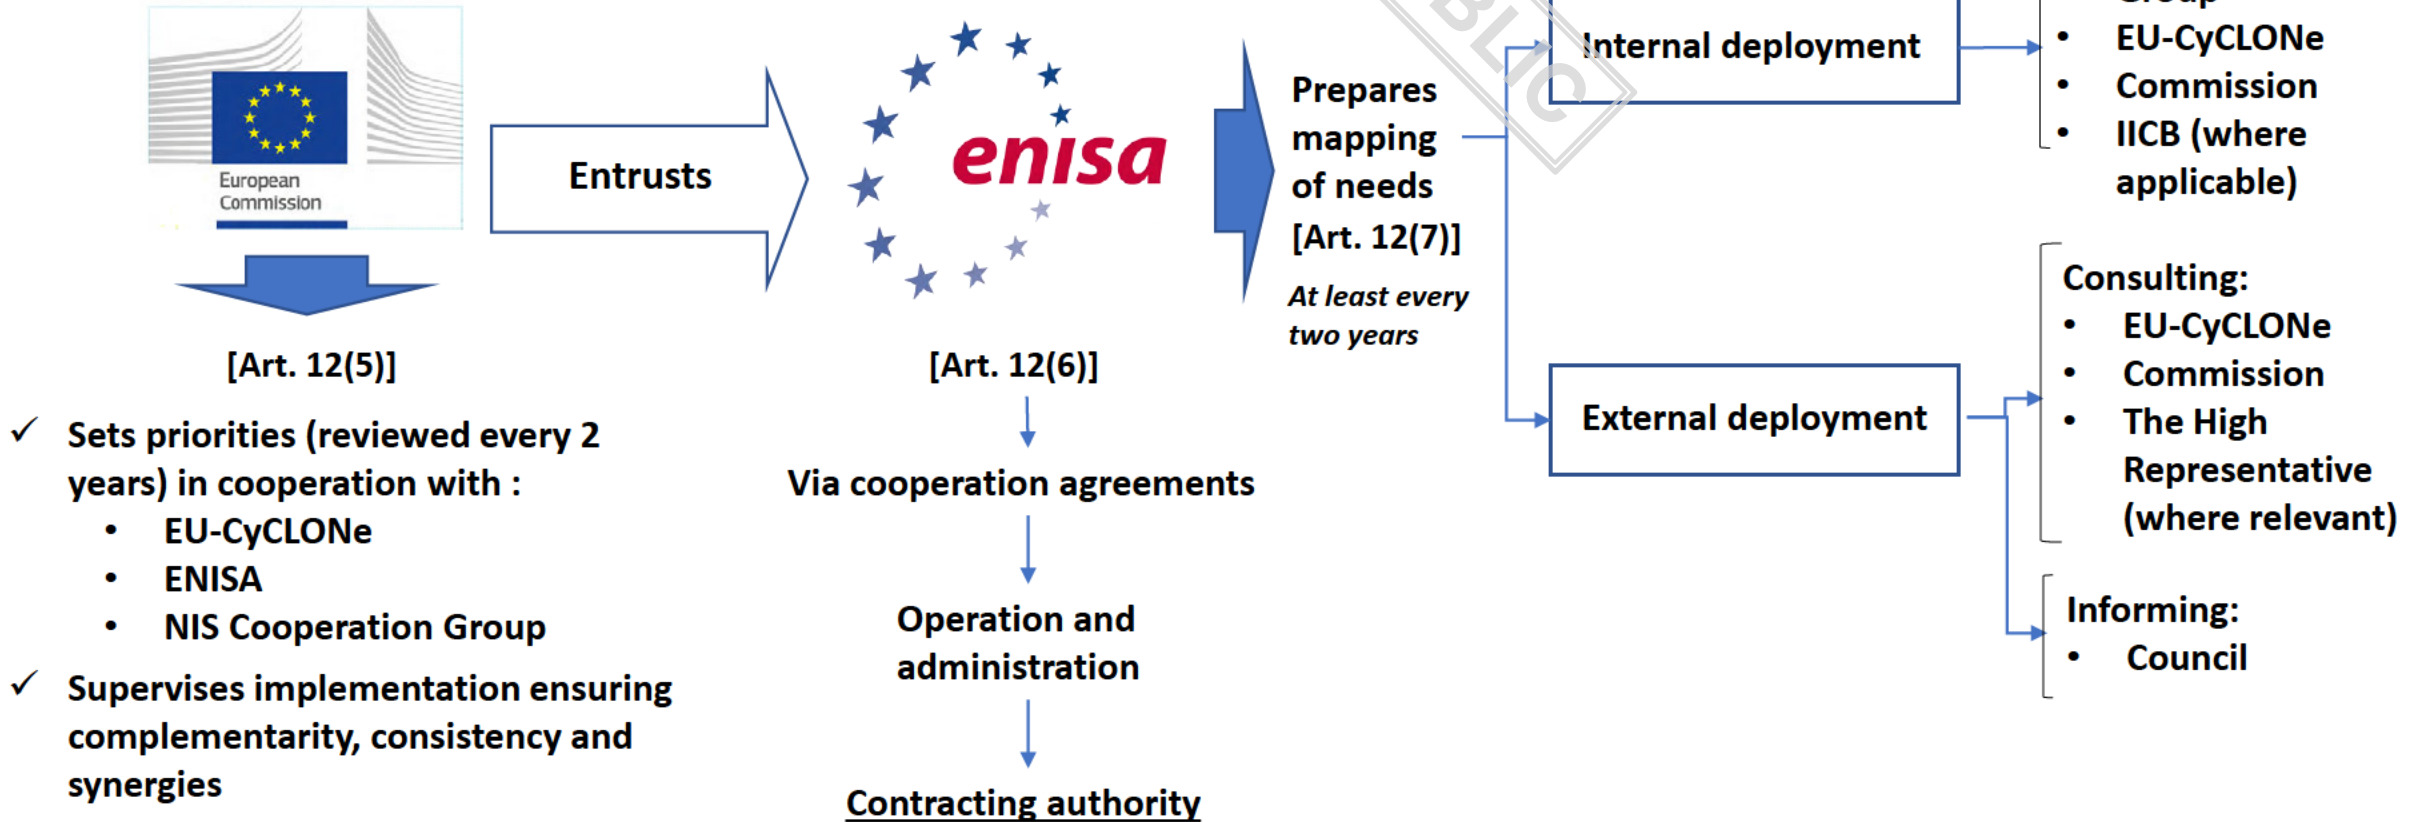 European
Commission
Entrusts
enisa
Prepares
mapping
of needs
[Art. 12(7)]
At least every
two years
Internal deployment
Group
• EU-CyCLONe
• Commission
• IICB (where
applicable)
External deployment
Consulting:
• EU-CyCLONe
• Commission
• The High
Representative
(where relevant)
Informing:
• Council
[Art. 12(5)]
✓ Sets priorities (reviewed every 2
years) in cooperation with :
• EU-CyCLONe
• ENISA
• NIS Cooperation Group
✓ Supervises implementation ensuring
complementarity, consistency and
synergies
[Art. 12(6)]
Via cooperation agreements
Operation and
administration
Contracting authority
BLIC